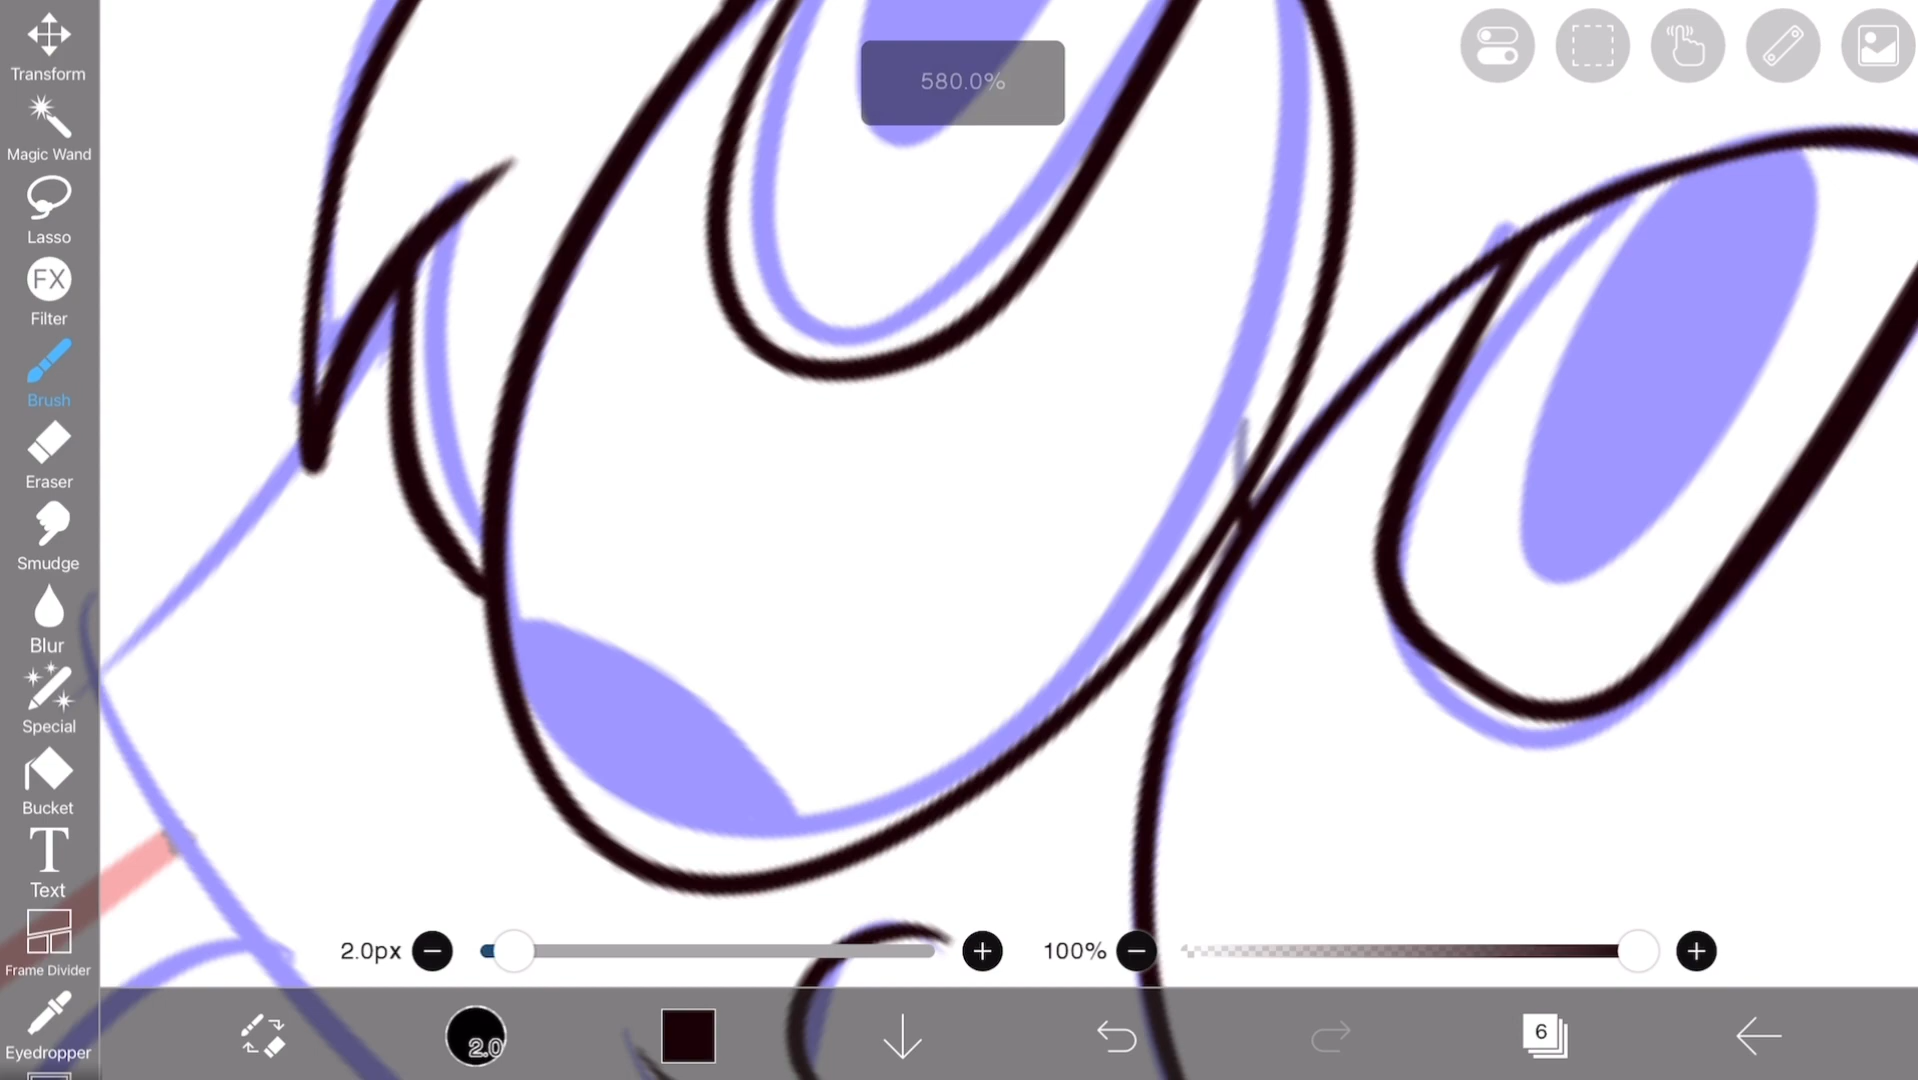 Transform
Magic Wand
Lasso
FX
Filter
Brush
Eraser
Smudge
Blur
Special
Bucket
T
Text
Frame Divider
Eyedropper
580.0%
2.0px
100%
2.0
6